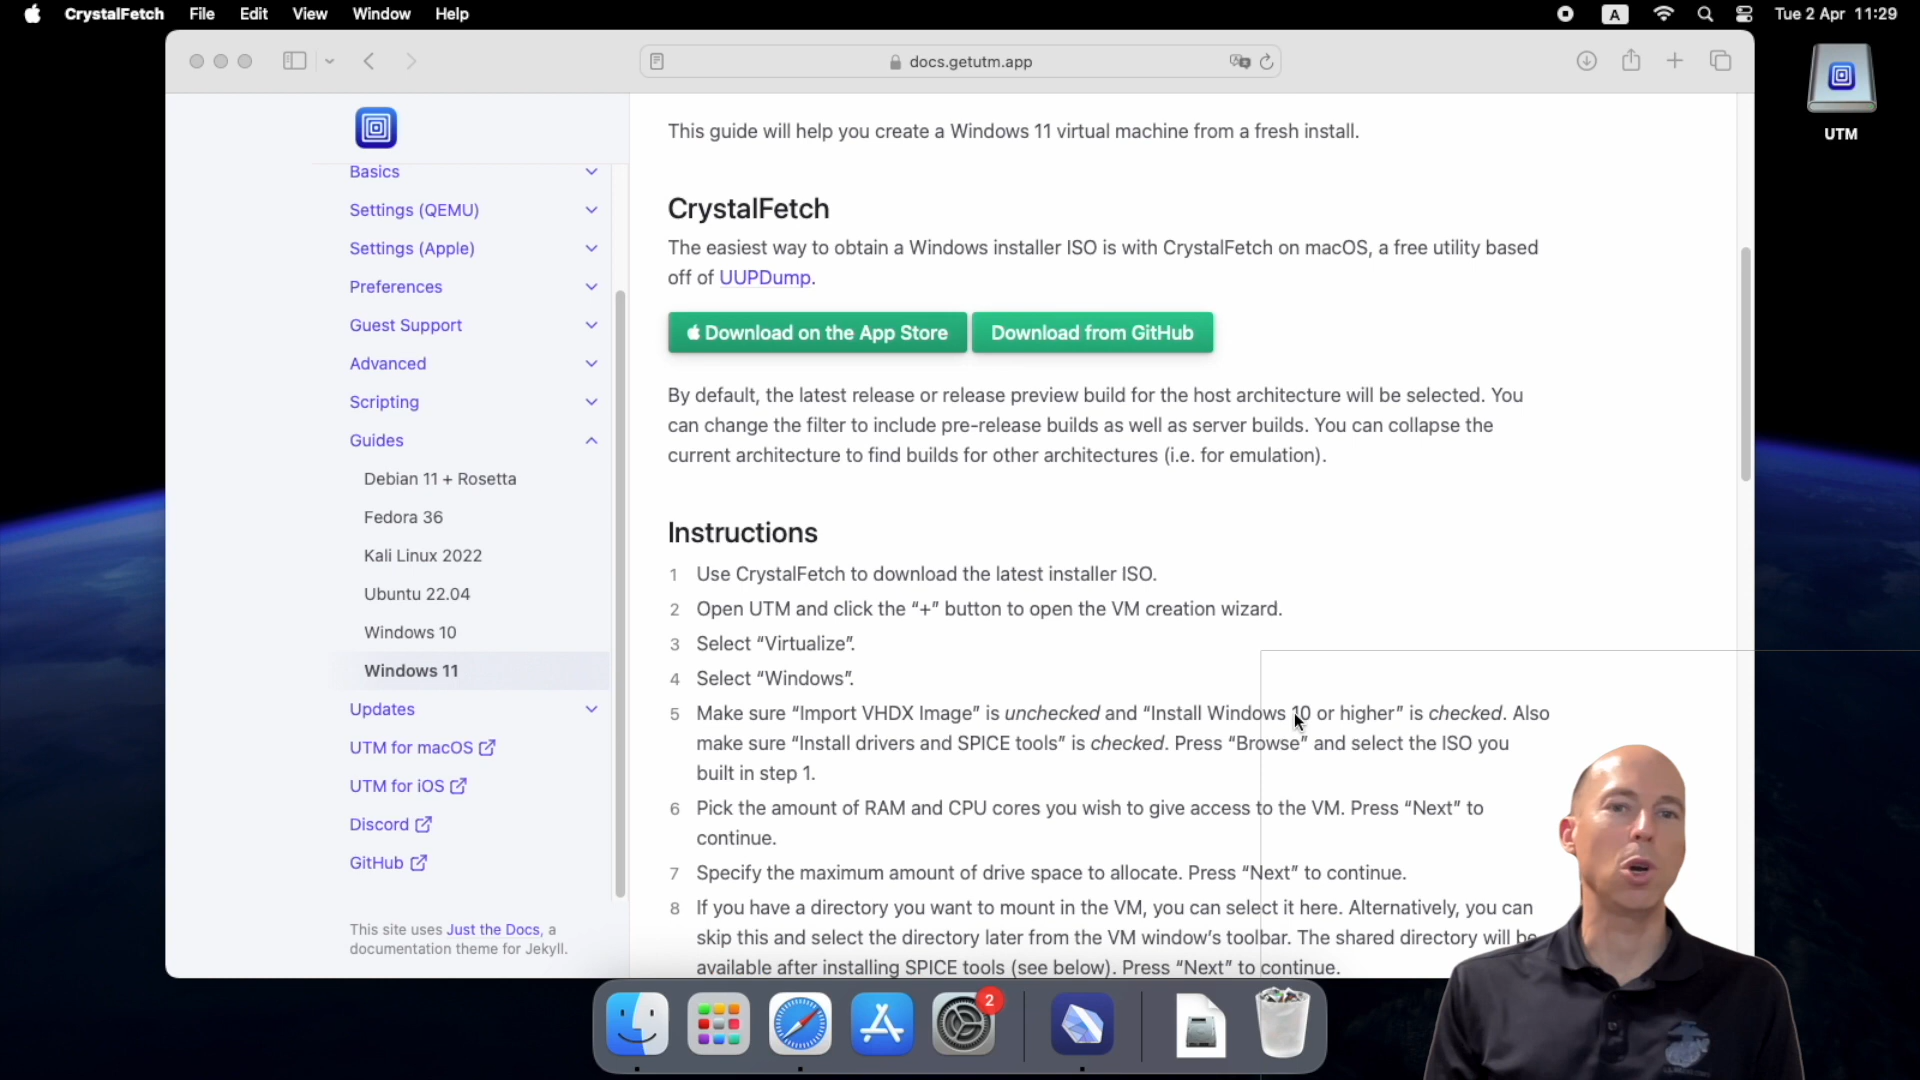 CrystalFetch File Edit View Window Help
A
Tue 2 Apr 11:29
docs.getutm.app
UTM
Basics
Settings (QEMU)
Settings (Apple)
Preferences
Guest Support
Advanced
Scripting
Guides
Debian 11 + Rosetta
Fedora 36
Kali Linux 2022
Ubuntu 22.04
Windows 10
Windows 11
Updates
UTM for macOS
UTM for iOS
Discord
GitHub
This site uses Just the Docs, a
documentation theme for Jekyll.
This guide will help you create a Windows 11 virtual machine from a fresh install.
CrystalFetch
The easiest way to obtain a Windows installer ISO is with CrystalFetch on macOS, a free utility based
off of UUPDump.
Download on the App Store
Download from GitHub
By default, the latest release or release preview build for the host architecture will be selected. You
can change the filter to include pre-release builds as well as server builds. You can collapse the
current architecture to find builds for other architectures (i.e. for emulation).
Instructions
1 Use CrystalFetch to download the latest installer ISO.
2 Open UTM and click the “+” button to open the VM creation wizard.
3 Select “Virtualize”.
4 Select “Windows”.
5 Make sure “Import VHDX Image” is unchecked and “Install Windows 10 or higher” is checked. Also
make sure “Install drivers and SPICE tools” is checked. Press “Browse” and select the ISO you
built in step 1.
6 Pick the amount of RAM and CPU cores you wish to give access to the VM. Press “Next” to
continue.
7 Specify the maximum amount of drive space to allocate. Press “Next” to continue.
8 If you have a directory you want to mount in the VM, you can select it here. Alternatively, you can
skip this and select the directory later from the VM window’s toolbar. The shared directory will be
available after installing SPICE tools (see below). Press “Next” to continue.
2